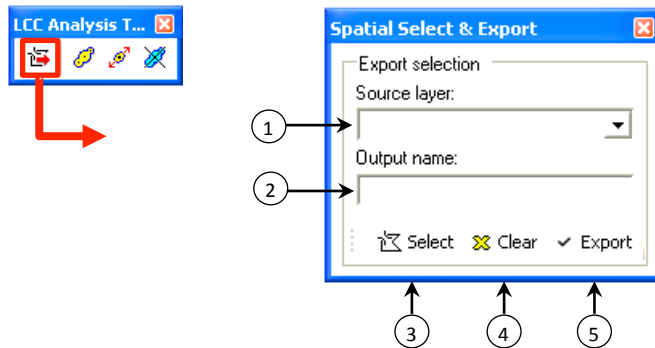 LCC Analysis T...
Spatial Select & Export
Export selection
Source layer:
1
Output name:
2
Select Clear Export
3 4 5